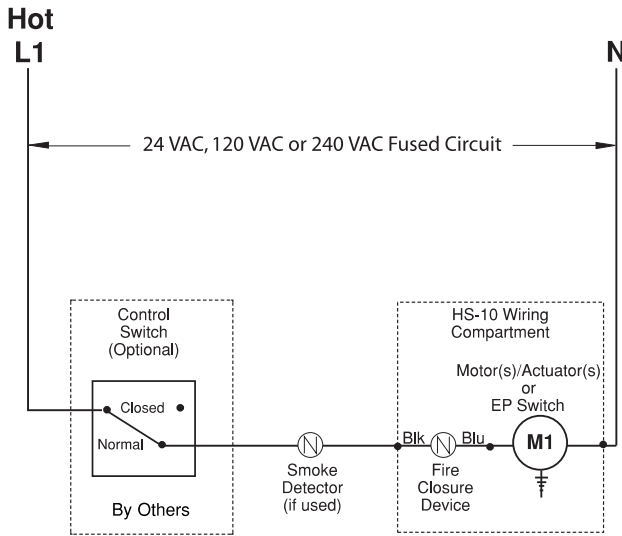 Hot
L1
N
24 VAC, 120 VAC or 240 VAC Fused Circuit
Control
Switch
(Optional)
Closed
Normal
By Others
N
Smoke
Detector
(if used)
HS-10 Wiring
Compartment
Motor(s)/Actuator(s)
or
EP Switch
Blk
N
Blu
M1
Fire
Closure
Device